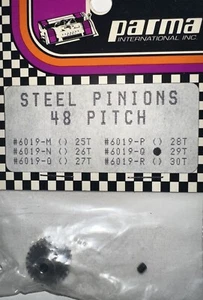 parma
INTERNATIONAL INC.
STEEL PINIONS
48 PITCH
#6019-M () 25T #6019-P () 28T
#6019-N () 26T #6019-Q ● 29T
#6019-O () 27T #6019-R () 30T